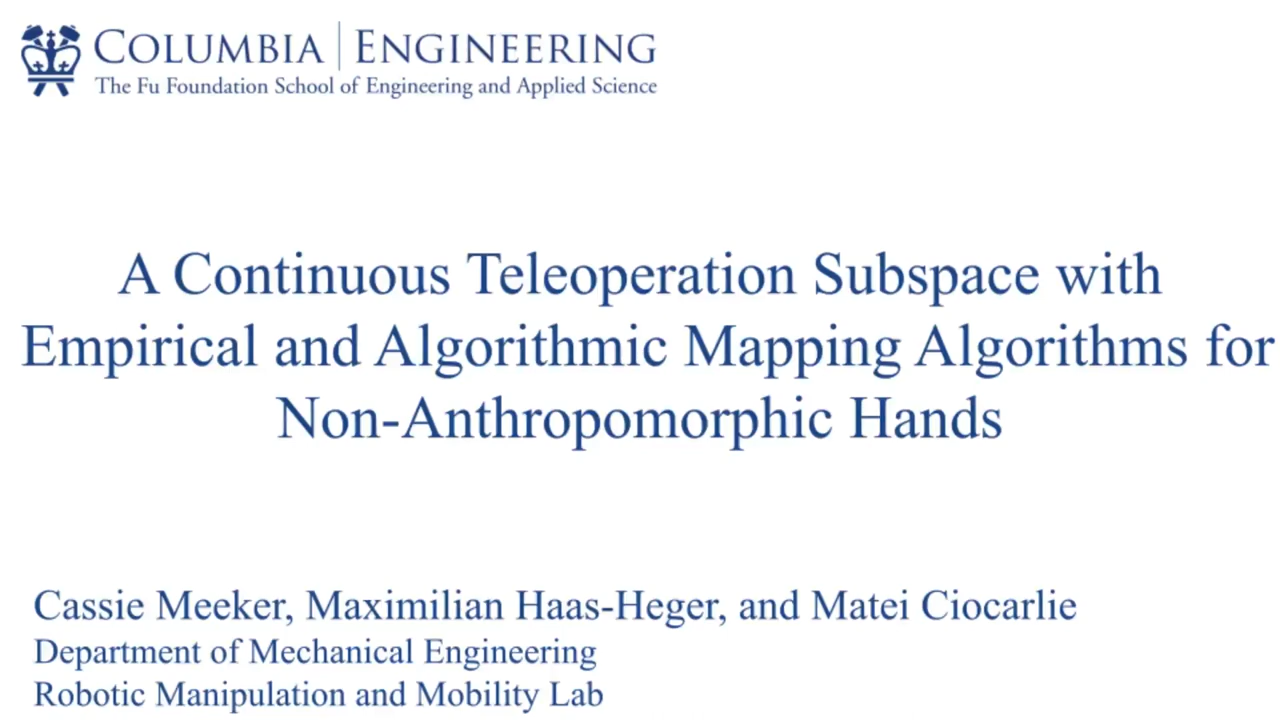 COLUMBIA | ENGINEERING
The Fu Foundation School of Engineering and Applied Science
A Continuous Teleoperation Subspace with
Empirical and Algorithmic Mapping Algorithms for
Non-Anthropomorphic Hands
Cassie Meeker, Maximilian Haas-Heger, and Matei Ciocarlie
Department of Mechanical Engineering
Robotic Manipulation and Mobility Lab